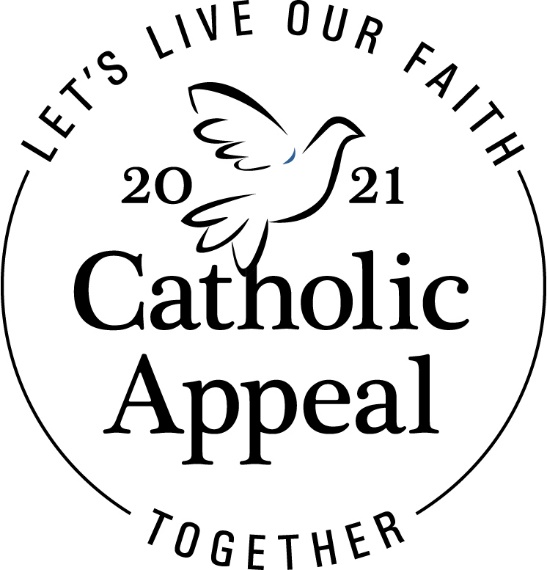 LET'S LIVE OUR FAITH
20 21
Catholic
Appeal
TOGETHER